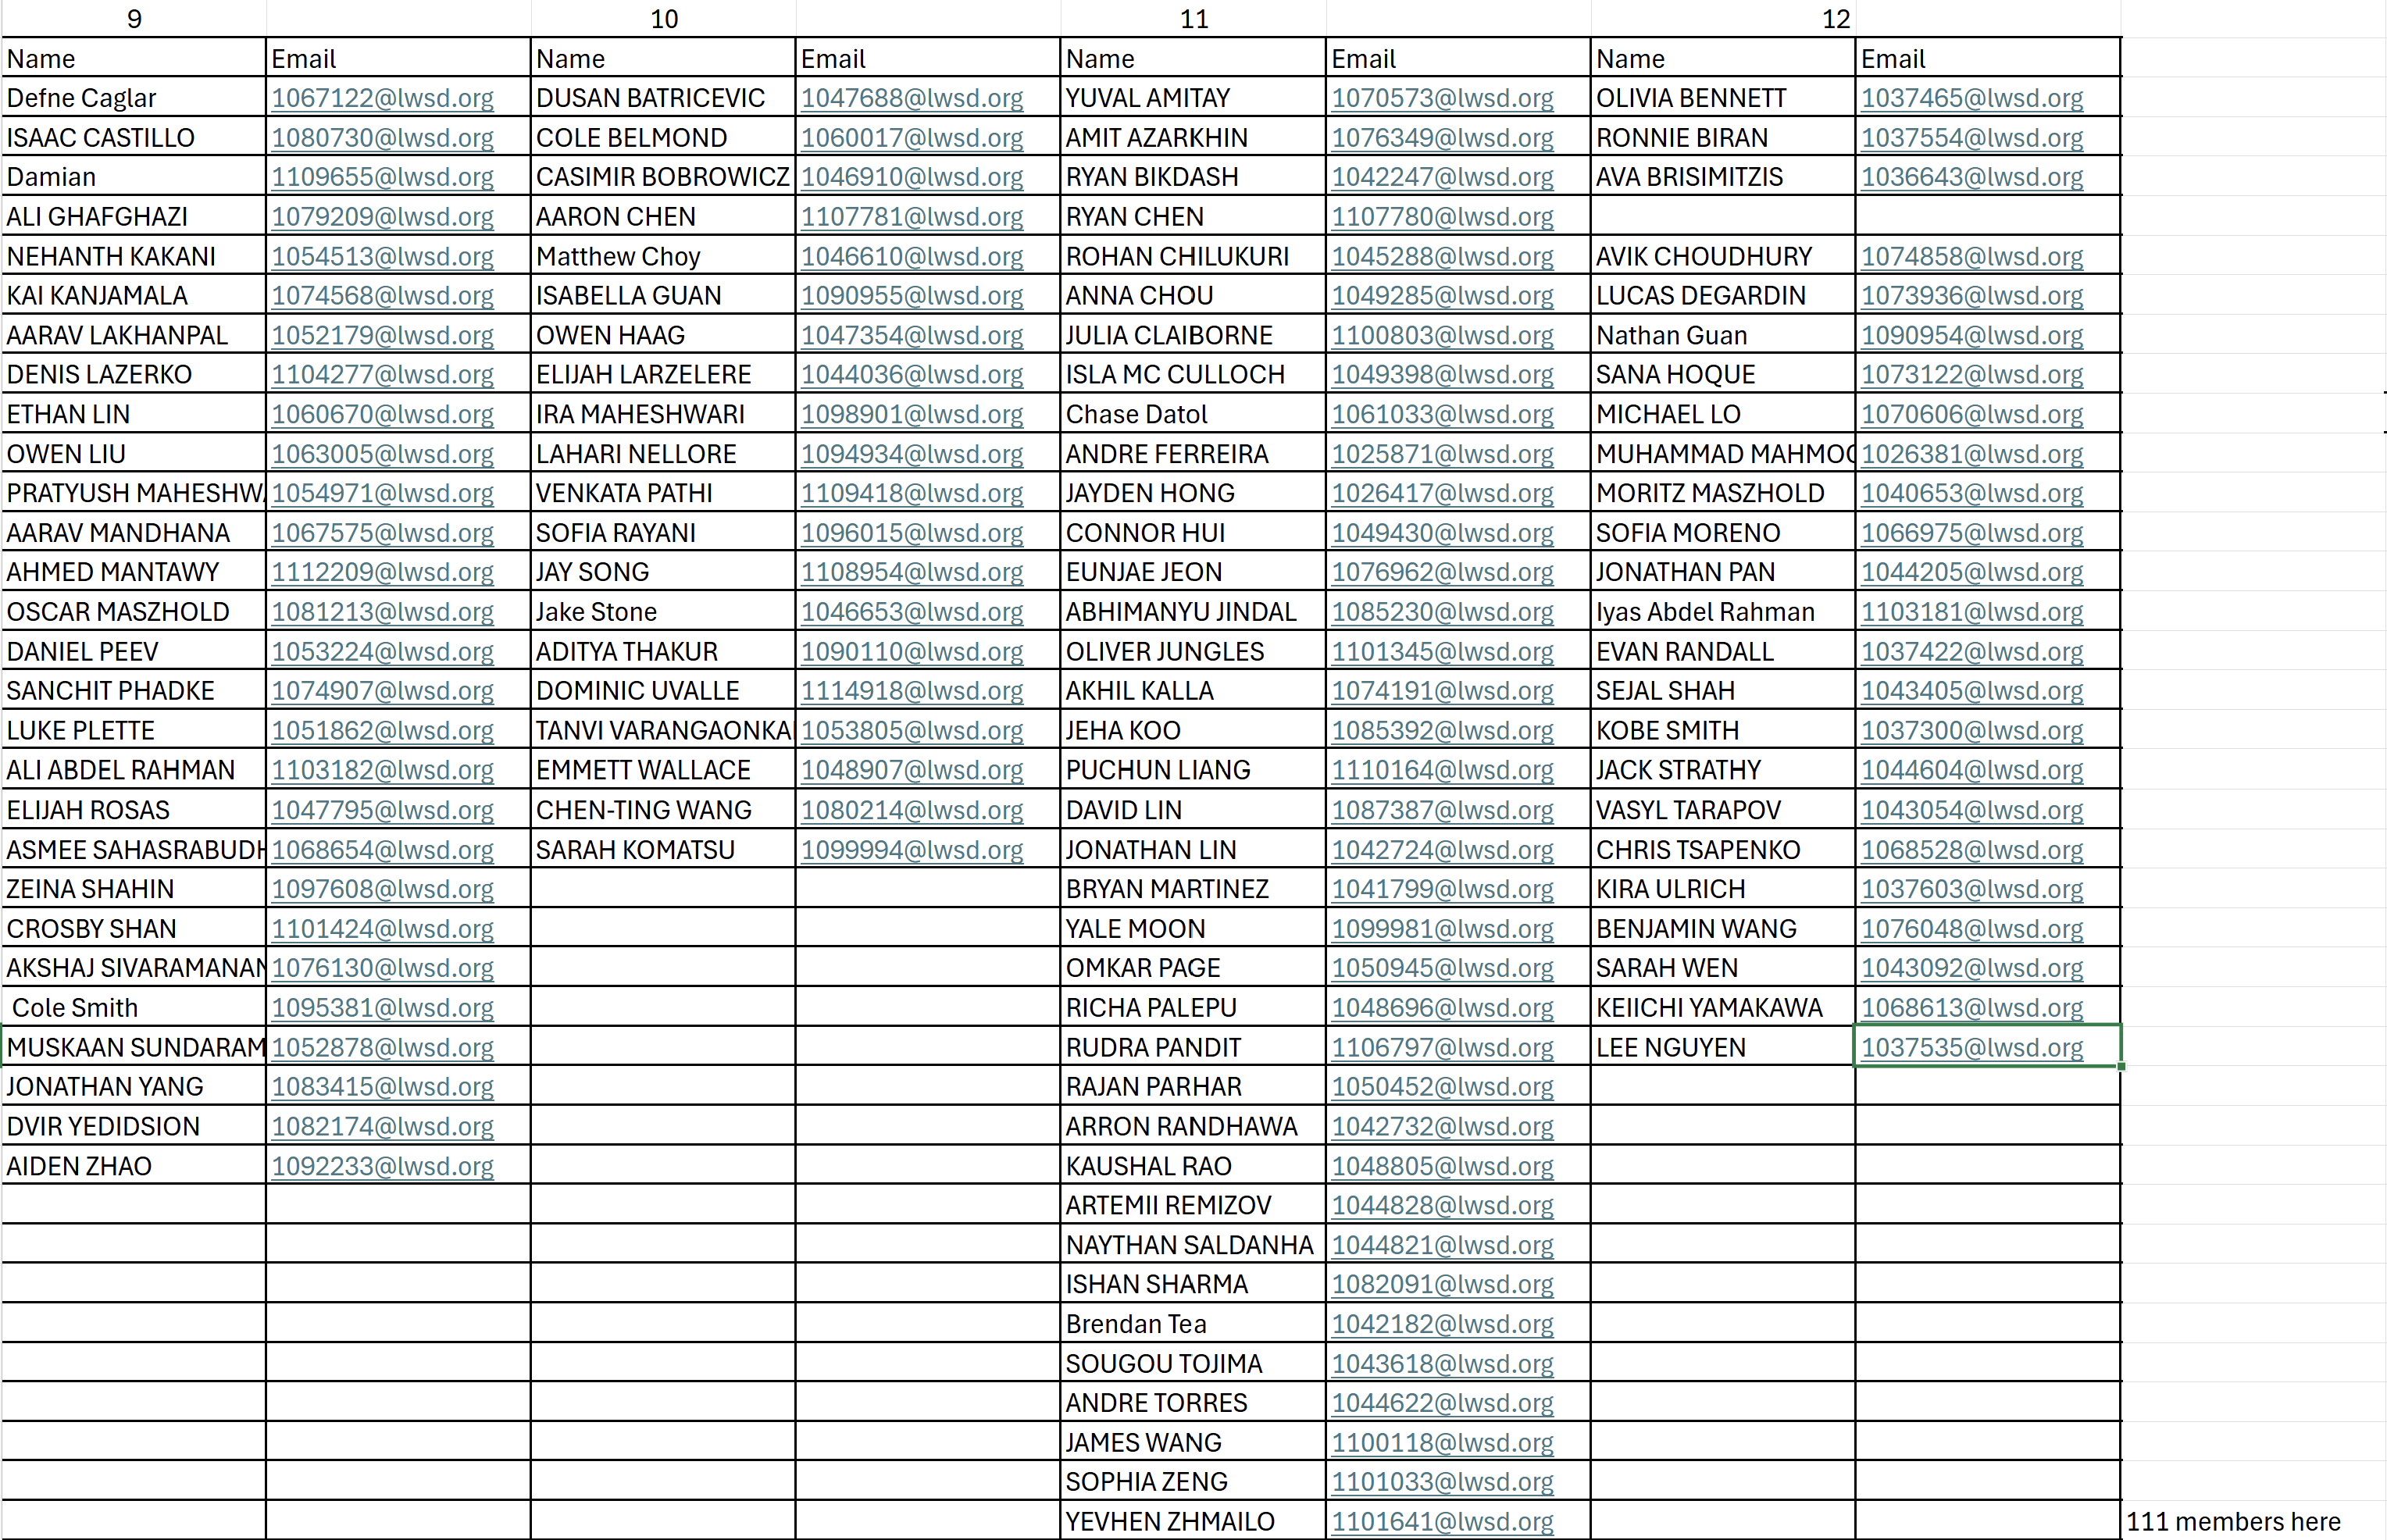 9 10 11 12
Name Email Name Email Name Email Name Email
Defne Caglar 1067122@lwsd.org DUSAN BATRICEVIC 1047688@lwsd.org YUVAL AMITAY 1070573@lwsd.org OLIVIA BENNETT 1037465@lwsd.org
ISAAC CASTILLO 1080730@lwsd.org COLE BELMOND 1060017@lwsd.org AMIT AZARKHIN 1076349@lwsd.org RONNIE BIRAN 1037554@lwsd.org
Damian 1109655@lwsd.org CASIMIR BOBROWICZ 1046910@lwsd.org RYAN BIKDASH 1042247@lwsd.org AVA BRISIMITZIS 1036643@lwsd.org
ALI GHAFGHAZI 1079209@lwsd.org AARON CHEN 1107781@lwsd.org RYAN CHEN 1107780@lwsd.org
NEHANTH KAKANI 1054513@lwsd.org Matthew Choy 1046610@lwsd.org ROHAN CHILUKURI 1045288@lwsd.org AVIK CHOUDHURY 1074858@lwsd.org
KAI KANJAMALA 1074568@lwsd.org ISABELLA GUAN 1090955@lwsd.org ANNA CHOU 1049285@lwsd.org LUCAS DEGARDIN 1073936@lwsd.org
AARAV LAKHANPAL 1052179@lwsd.org OWEN HAAG 1047354@lwsd.org JULIA CLAIBORNE 1100803@lwsd.org Nathan Guan 1090954@lwsd.org
DENIS LAZERKO 1104277@lwsd.org ELIJAH LARZELERE 1044036@lwsd.org ISLA MC CULLOCH 1049398@lwsd.org SANA HOQUE 1073122@lwsd.org
ETHAN LIN 1060670@lwsd.org IRA MAHESHWARI 1098901@lwsd.org Chase Datol 1061033@lwsd.org MICHAEL LO 1070606@lwsd.org
OWEN LIU 1063005@lwsd.org LAHARI NELLORE 1094934@lwsd.org ANDRE FERREIRA 1025871@lwsd.org MUHAMMAD MAHMOO 1026381@lwsd.org
PRATYUSH MAHESHWA 1054971@lwsd.org VENKATA PATHI 1109418@lwsd.org JAYDEN HONG 1026417@lwsd.org MORITZ MASZHOLD 1040653@lwsd.org
AARAV MANDHANA 1067575@lwsd.org SOFIA RAYANI 1096015@lwsd.org CONNOR HUI 1049430@lwsd.org SOFIA MORENO 1066975@lwsd.org
AHMED MANTAWY 1112209@lwsd.org JAY SONG 1108954@lwsd.org EUNJAE JEON 1076962@lwsd.org JONATHAN PAN 1044205@lwsd.org
OSCAR MASZHOLD 1081213@lwsd.org Jake Stone 1046653@lwsd.org ABHIMANYU JINDAL 1085230@lwsd.org Iyas Abdel Rahman 1103181@lwsd.org
DANIEL PEEV 1053224@lwsd.org ADITYA THAKUR 1090110@lwsd.org OLIVER JUNGLES 1101345@lwsd.org EVAN RANDALL 1037422@lwsd.org
SANCHIT PHADKE 1074907@lwsd.org DOMINIC UVALLE 1114918@lwsd.org AKHIL KALLA 1074191@lwsd.org SEJAL SHAH 1043405@lwsd.org
LUKE PLETTE 1051862@lwsd.org TANVI VARANGAONKAR 1053805@lwsd.org JEHA KOO 1085392@lwsd.org KOBE SMITH 1037300@lwsd.org
ALI ABDEL RAHMAN 1103182@lwsd.org EMMETT WALLACE 1048907@lwsd.org PUCHUN LIANG 1110164@lwsd.org JACK STRATHY 1044604@lwsd.org
ELIJAH ROSAS 1047795@lwsd.org CHEN-TING WANG 1080214@lwsd.org DAVID LIN 1087387@lwsd.org VASYL TARAPOV 1043054@lwsd.org
ASMEE SAHASRABUDH 1068654@lwsd.org SARAH KOMATSU 1099994@lwsd.org JONATHAN LIN 1042724@lwsd.org CHRIS TSAPENKO 1068528@lwsd.org
ZEINA SHAHIN 1097608@lwsd.org BRYAN MARTINEZ 1041799@lwsd.org KIRA ULRICH 1037603@lwsd.org
CROSBY SHAN 1101424@lwsd.org YALE MOON 1099981@lwsd.org BENJAMIN WANG 1076048@lwsd.org
AKSHAJ SIVARAMANAN 1076130@lwsd.org OMKAR PAGE 1050945@lwsd.org SARAH WEN 1043092@lwsd.org
Cole Smith 1095381@lwsd.org RICHA PALEPU 1048696@lwsd.org KEIICHI YAMAKAWA 1068613@lwsd.org
MUSKAAN SUNDARAM 1052878@lwsd.org RUDRA PANDIT 1106797@lwsd.org LEE NGUYEN 1037535@lwsd.org
JONATHAN YANG 1083415@lwsd.org RAJAN PARHAR 1050452@lwsd.org
DVIR YEDIDSION 1082174@lwsd.org ARRON RANDHAWA 1042732@lwsd.org
AIDEN ZHAO 1092233@lwsd.org KAUSHAL RAO 1048805@lwsd.org
ARTEMII REMIZOV 1044828@lwsd.org
NAYTHAN SALDANHA 1044821@lwsd.org
ISHAN SHARMA 1082091@lwsd.org
Brendan Tea 1042182@lwsd.org
SOUGOU TOJIMA 1043618@lwsd.org
ANDRE TORRES 1044622@lwsd.org
JAMES WANG 1100118@lwsd.org
SOPHIA ZENG 1101033@lwsd.org
YEVHEN ZHMAILO 1101641@lwsd.org 111 members here